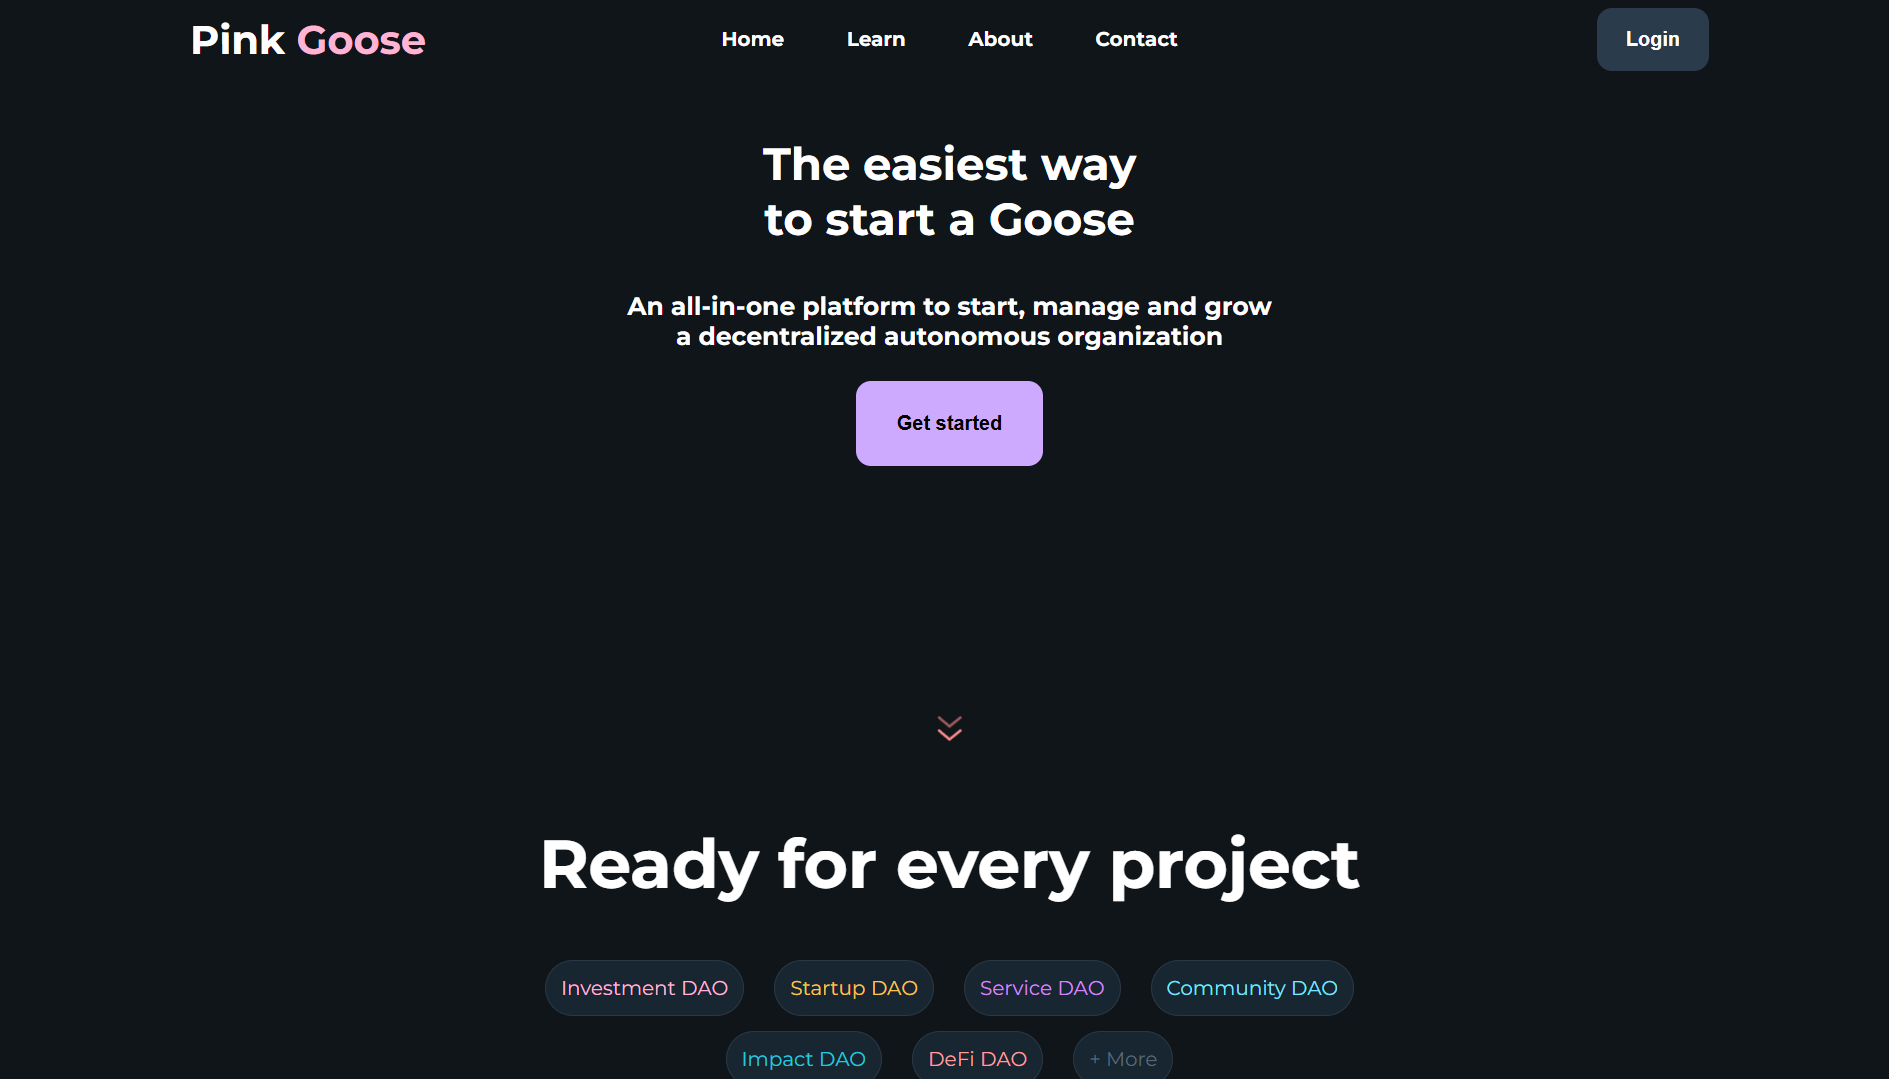 Pink Goose
Home
Learn
About
Contact
Login
The easiest way
to start a Goose
An all-in-one platform to start, manage and grow
a decentralized autonomous organization
Get started
Ready for every project
Investment DAO
Startup DAO
Service DAO
Community DAO
Impact DAO
DeFi DAO
+ More